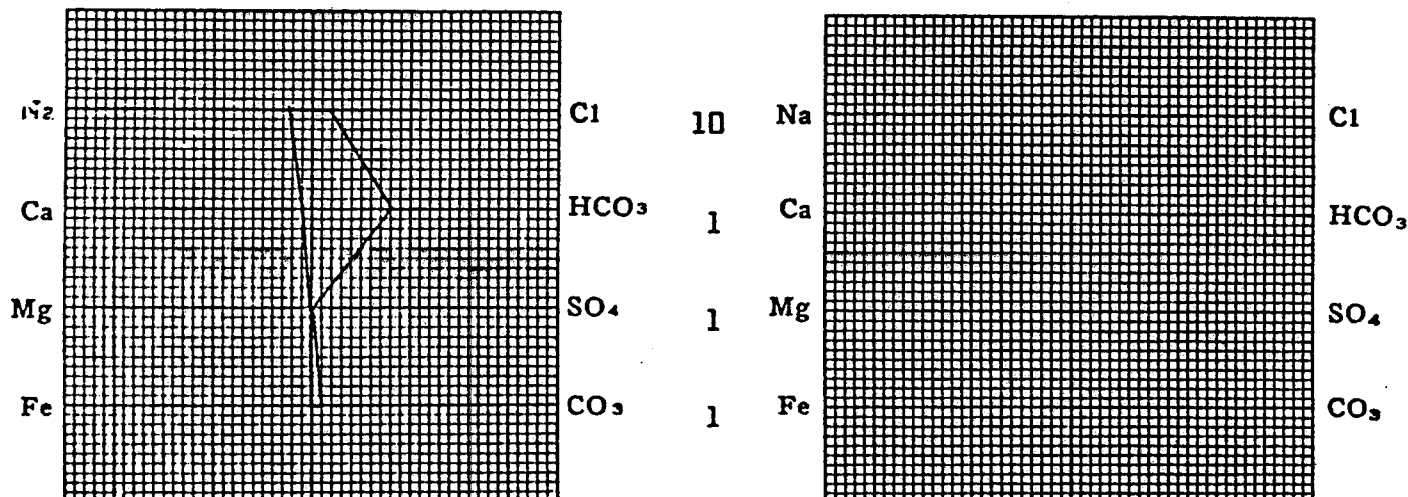 Cl 10 Na Cl
Ca HCO₃ 1 Ca HCO₃
Mg SO₄ 1 Mg SO₄
Fe CO₃ 1 Fe CO₃